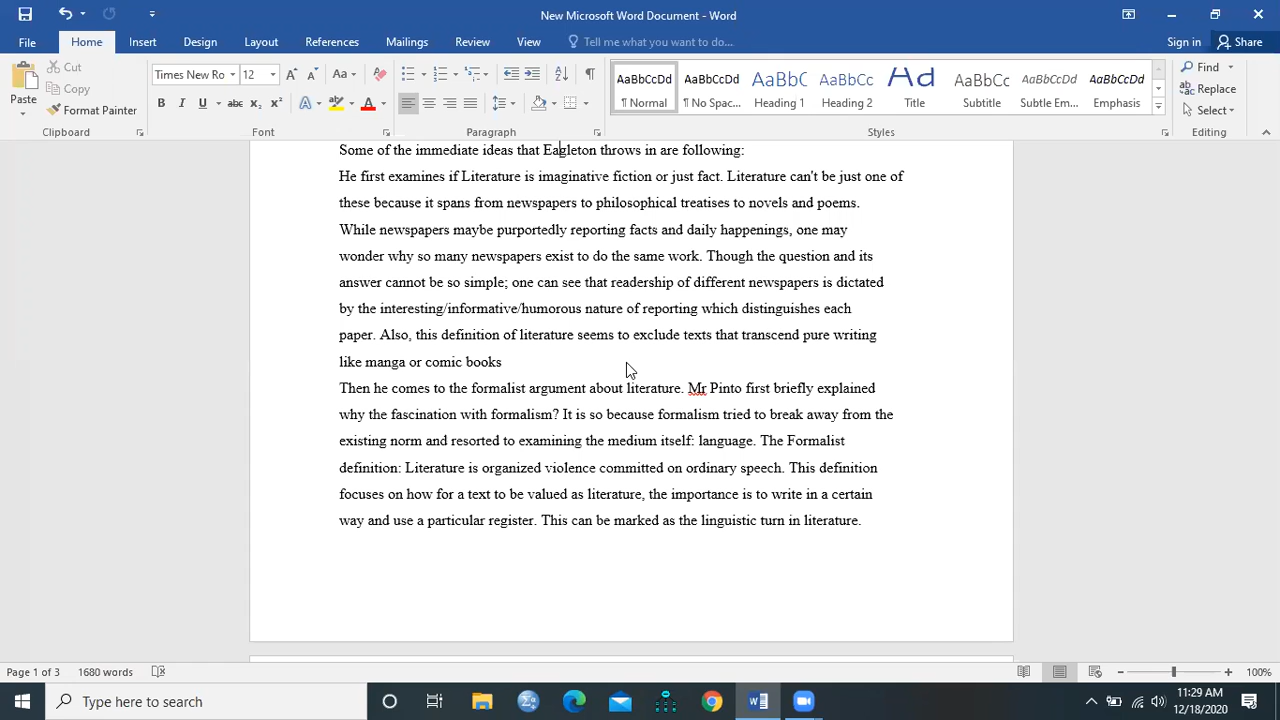 New Microsoft Word Document - Word
File Home Insert Design Layout References Mailings Review View Tell me what you want to do... Sign in Share
Paste Cut Copy Format Painter
Times New Ro 12
AaBbCcDd AaBbCcDd AaBbC AaBbCc Aad AaBbCc AaBbCcDd AaBbCcDd
¶ Normal ¶ No Spac... Heading Heading 2 Title Subtitle Subtle Em... Emphasis
Find Replace Select
Clipboard Font Paragraph Styles Editing
Some of the immediate ideas that Eagleton throws in are following:
He first examines if Literature is imaginative fiction or just fact. Literature can't be just one of
these because it spans from newspapers to philosophical treatises to novels and poems.
While newspapers maybe purportedly reporting facts and daily happenings, one may
wonder why so many newspapers exist to do the same work. Though the question and its
answer cannot be so simple; one can see that readership of different newspapers is dictated
by the interesting/informative/humorous nature of reporting which distinguishes each
paper. Also, this definition of literature seems to exclude texts that transcend pure writing
like manga or comic books
Then he comes to the formalist argument about literature. Mr Pinto first briefly explained
why the fascination with formalism? It is so because formalism tried to break away from the
existing norm and resorted to examining the medium itself: language. The Formalist
definition: Literature is organized violence committed on ordinary speech. This definition
focuses on how for a text to be valued as literature, the importance is to write in a certain
way and use a particular register. This can be marked as the linguistic turn in literature.
Page 1 of 3 1680 words 100%
Type here to search
11:29 AM
12/18/2020